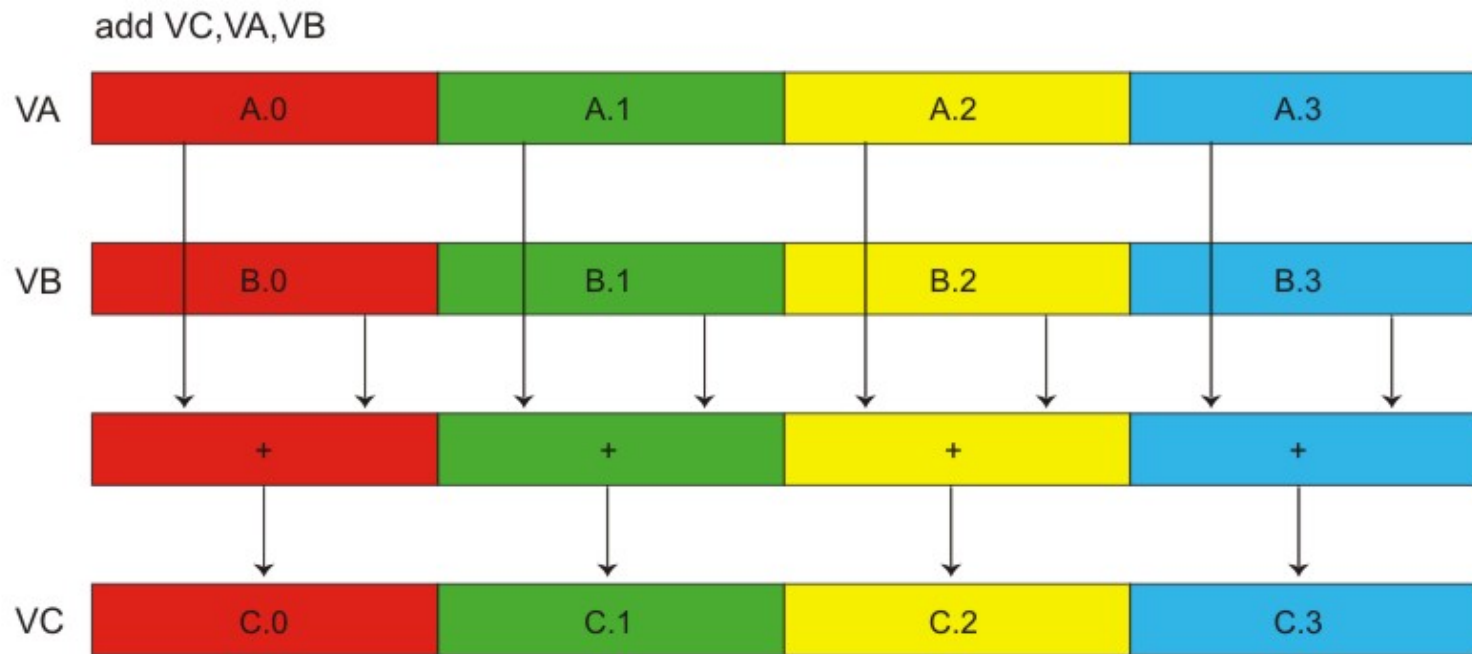 add VC,VA,VB
VA A.0 A.1 A.2 A.3
VB B.0 B.1 B.2 B.3
+ + + +
VC C.0 C.1 C.2 C.3